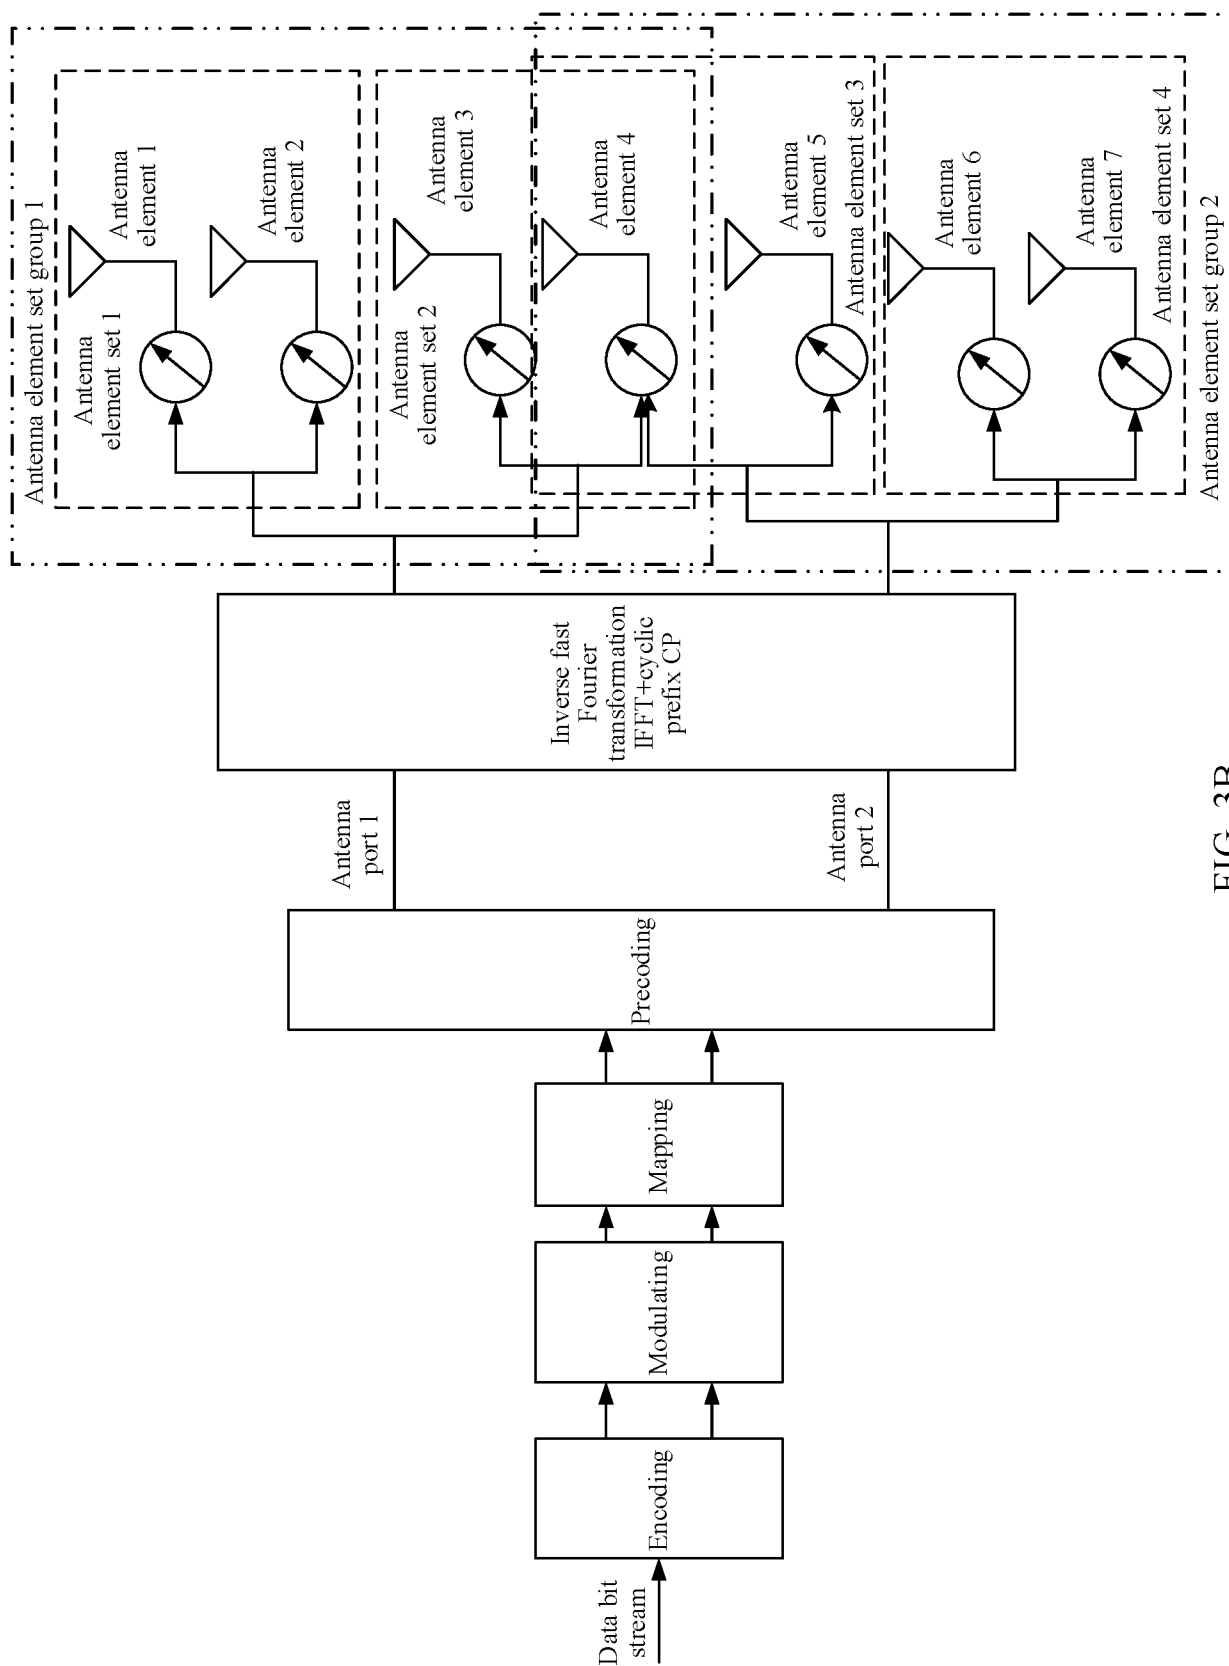 Data bit
stream
Encoding
Modulating
Mapping
Precoding
Antenna
port 1
Antenna
port 2
Inverse fast
Fourier
transformation
IFFT+cyclic
prefix CP
Antenna element set group 1
Antenna
element set 1
Antenna
element 1
Antenna
element 2
Antenna
element set 2
Antenna
element 3
Antenna
element 4
Antenna
element 5
Antenna element set 3
Antenna
element 6
Antenna
element 7
Antenna element set 4
Antenna element set group 2
FIG. 3B